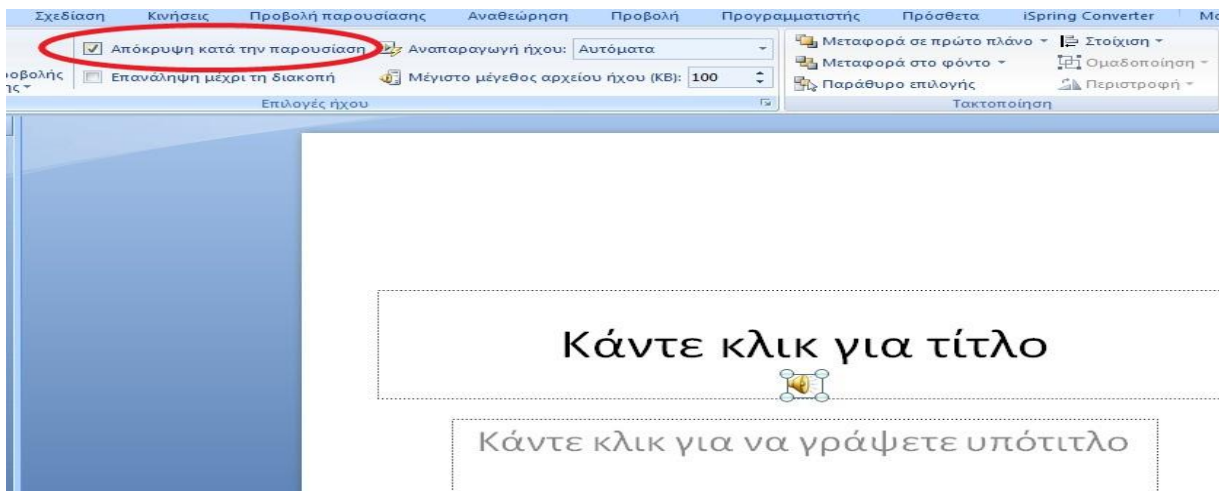 Σχεδίαση Κινήσεις Προβολή παρουσίασης Αναθεώρηση Προβολή Προγραμματιστής Πρόσθετα iSpring Converter
Απόκρυψη κατά την παρουσίαση Αναπαραγωγή ήχου: Αυτόματα
Επανάληψη μέχρι τη διακοπή Μέγιστο μέγεθος αρχείου ήχου (KB): 100
Επιλογές ήχου
Μεταφορά σε πρώτο πλάνο Στοίχιση
Μεταφορά στο φόντο Ομαδοποίηση
Παράθυρο επιλογής Περιστροφή
Τακτοποίηση
Κάντε κλικ για τίτλο
Κάντε κλικ για να γράψετε υπότιτλο